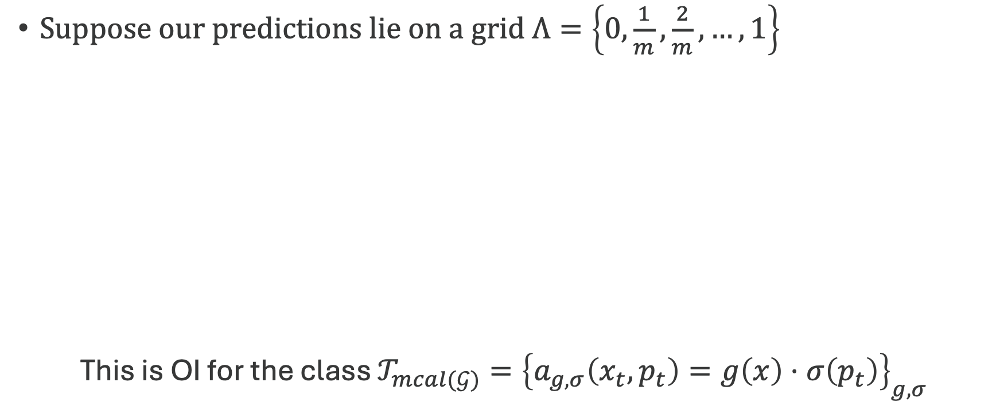 • Suppose our predictions lie on a grid Λ = {0, 1/m, 2/m, ..., 1}
This is OI for the class 𝒯_{mcal(𝒢)} = {a_{g,σ}(x_t, p_t) = g(x) · σ(p_t)}_{g,σ}